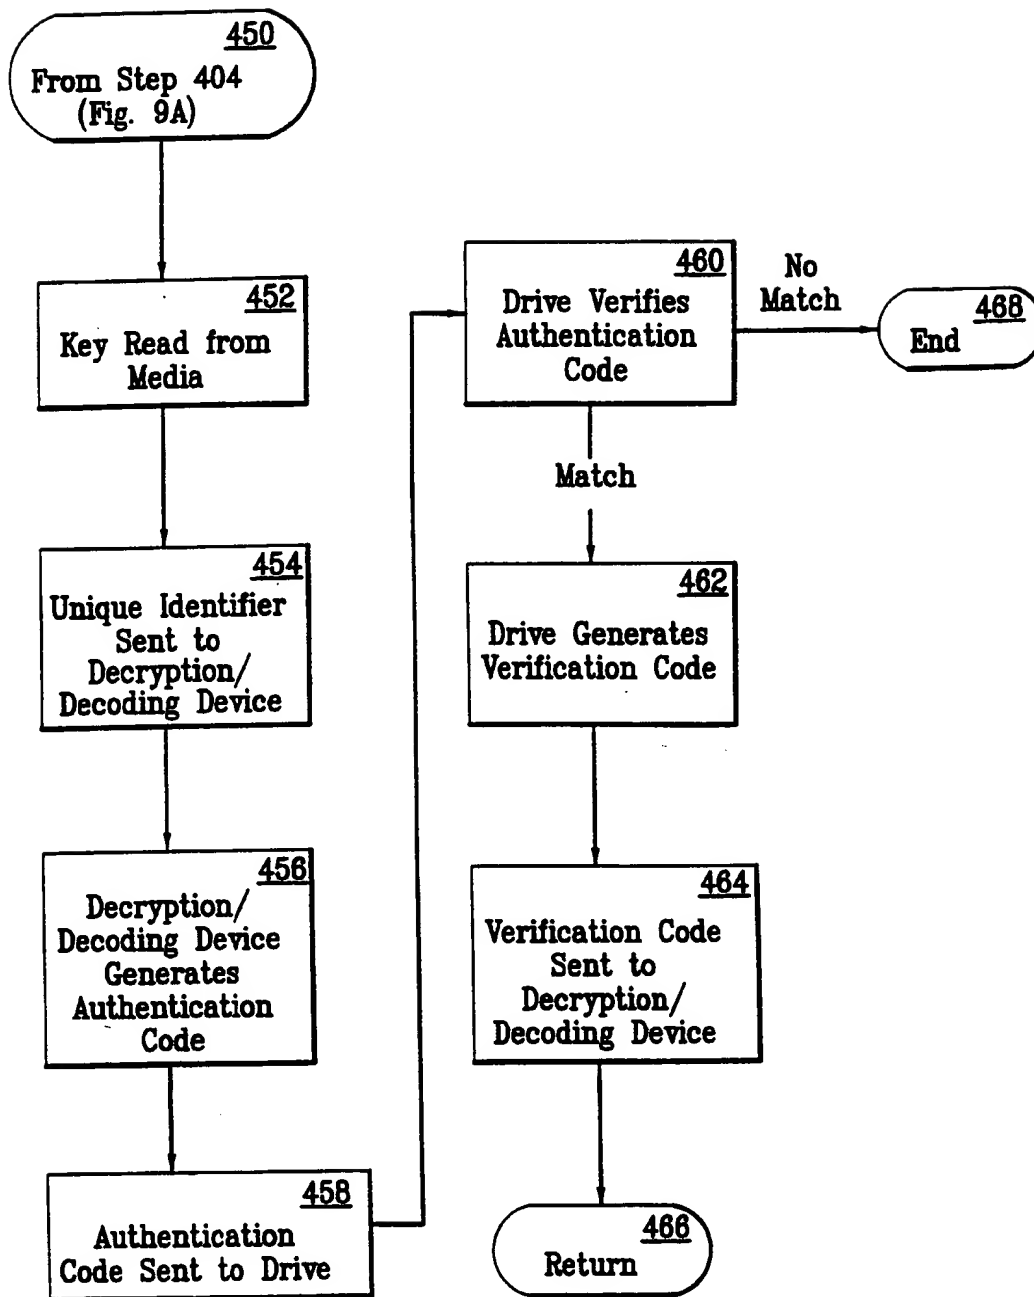 450
From Step 404
(Fig. 9A)
452
Key Read from
Media
454
Unique Identifier
Sent to
Decryption/
Decoding Device
456
Decryption/
Decoding Device
Generates
Authentication
Code
458
Authentication
Code Sent to Drive
460
Drive Verifies
Authentication
Code
No
Match
468
End
Match
462
Drive Generates
Verification Code
464
Verification Code
Sent to
Decryption/
Decoding Device
466
Return